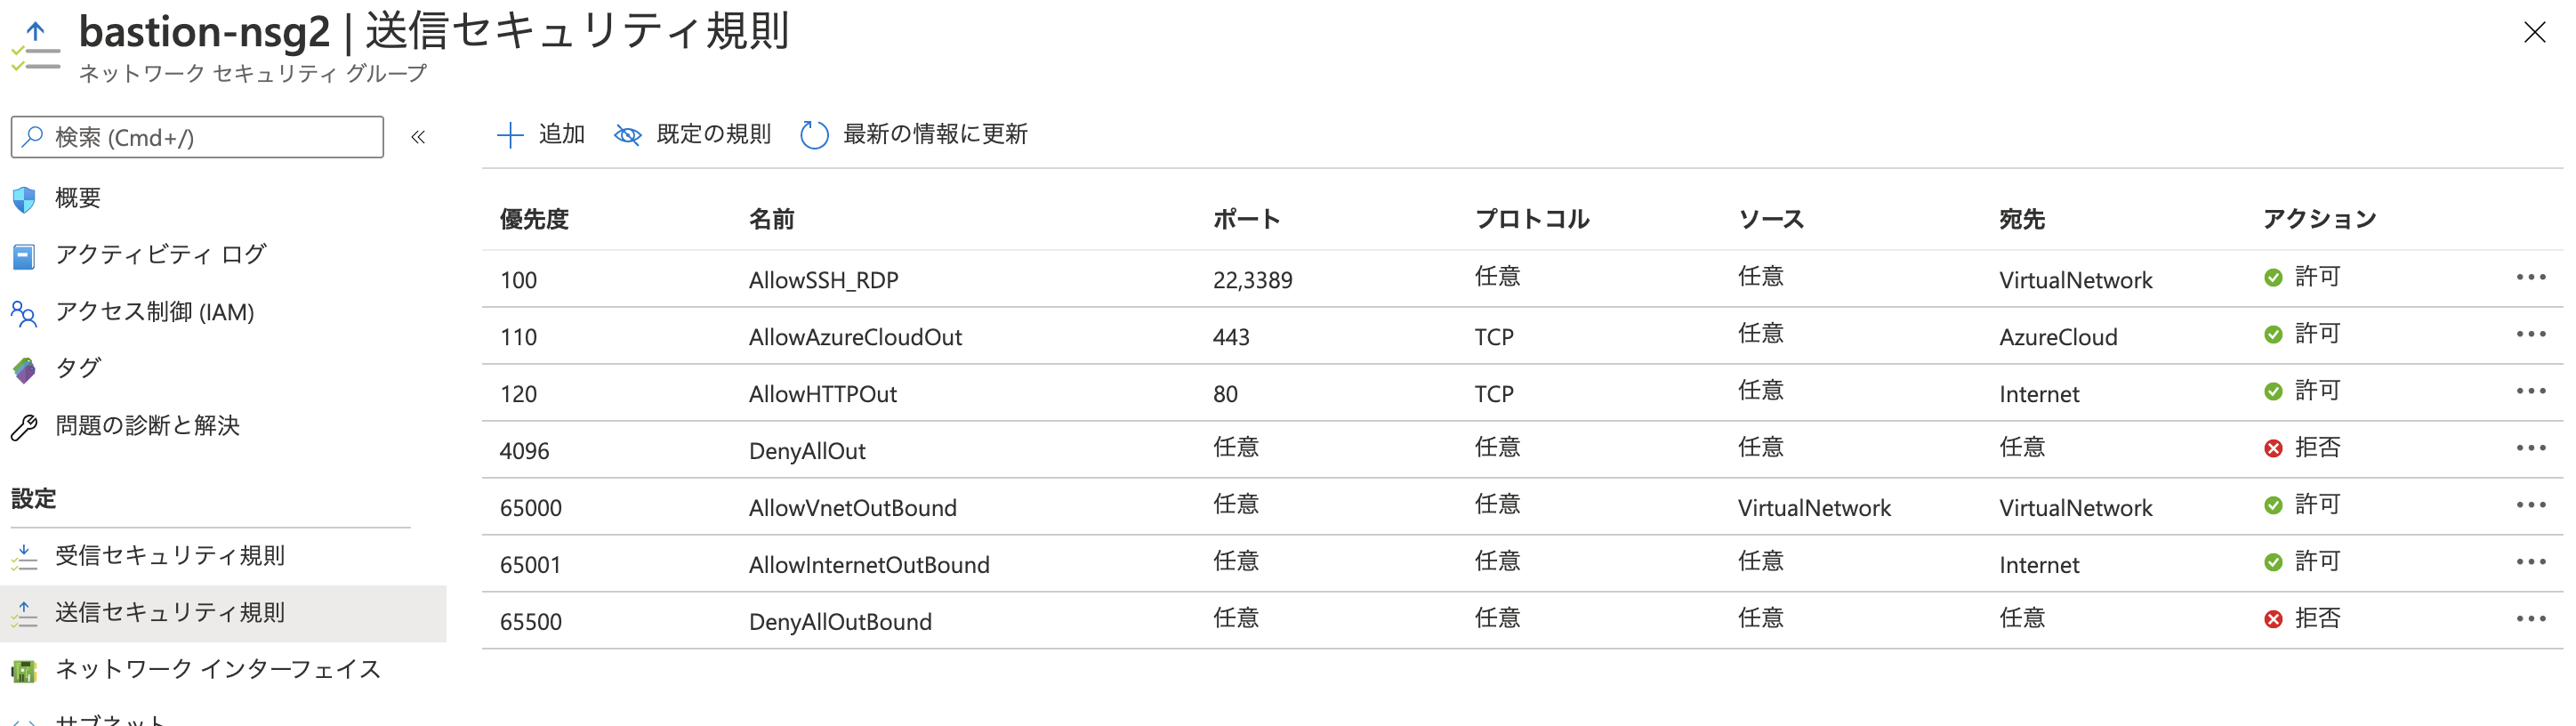 bastion-nsg2 | 送信セキュリティ規則
ネットワーク セキュリティ グループ
検索 (Cmd+/)
«
追加 既定の規則 最新の情報に更新
概要
アクティビティ ログ
アクセス制御 (IAM)
タグ
問題の診断と解決
設定
受信セキュリティ規則
送信セキュリティ規則
ネットワーク インターフェイス
サブネット
優先度 名前 ポート プロトコル ソース 宛先 アクション
100 AllowSSH_RDP 22,3389 任意 任意 VirtualNetwork 許可
110 AllowAzureCloudOut 443 TCP 任意 AzureCloud 許可
120 AllowHTTPOut 80 TCP 任意 Internet 許可
4096 DenyAllOut 任意 任意 任意 任意 拒否
65000 AllowVnetOutBound 任意 任意 VirtualNetwork VirtualNetwork 許可
65001 AllowInternetOutBound 任意 任意 任意 Internet 許可
65500 DenyAllOutBound 任意 任意 任意 任意 拒否